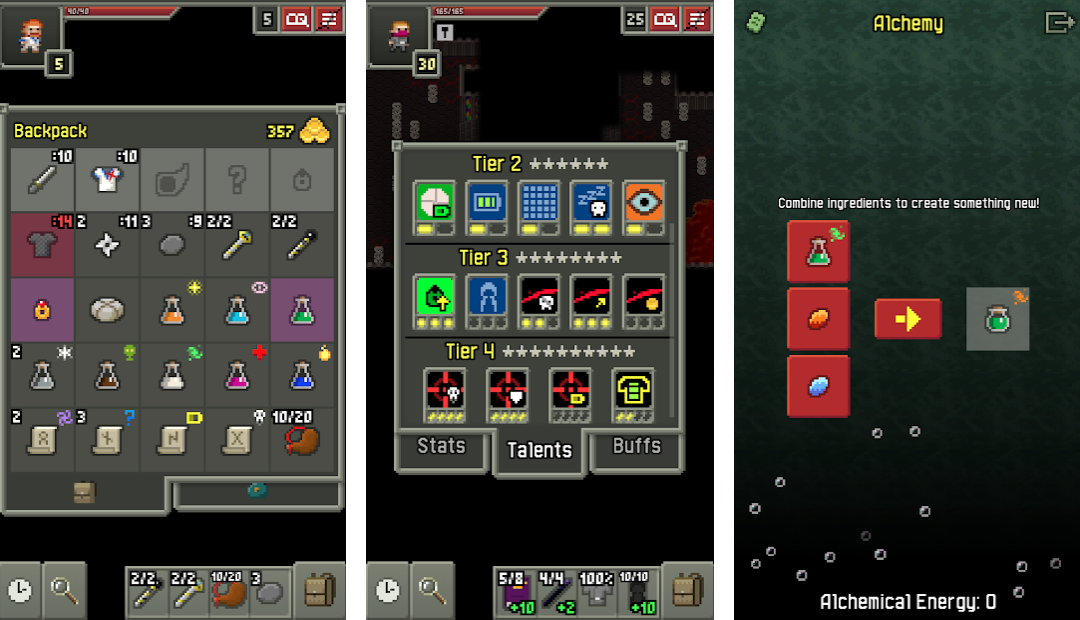 40/40
5
5
Backpack
357
:10
:10
:14
2
:11
3
:9
2/2
2/2
2
2
3
?
10/20
A
N
X
2/2
2/2
10/20
3
165/165
25
T
30
Tier 2
Tier 3
Tier 4
Stats
Talents
Buffs
5/8
4/4
100%
10/10
+10
+2
+10
Alchemy
Combine ingredients to create something new!
Alchemical Energy: 0